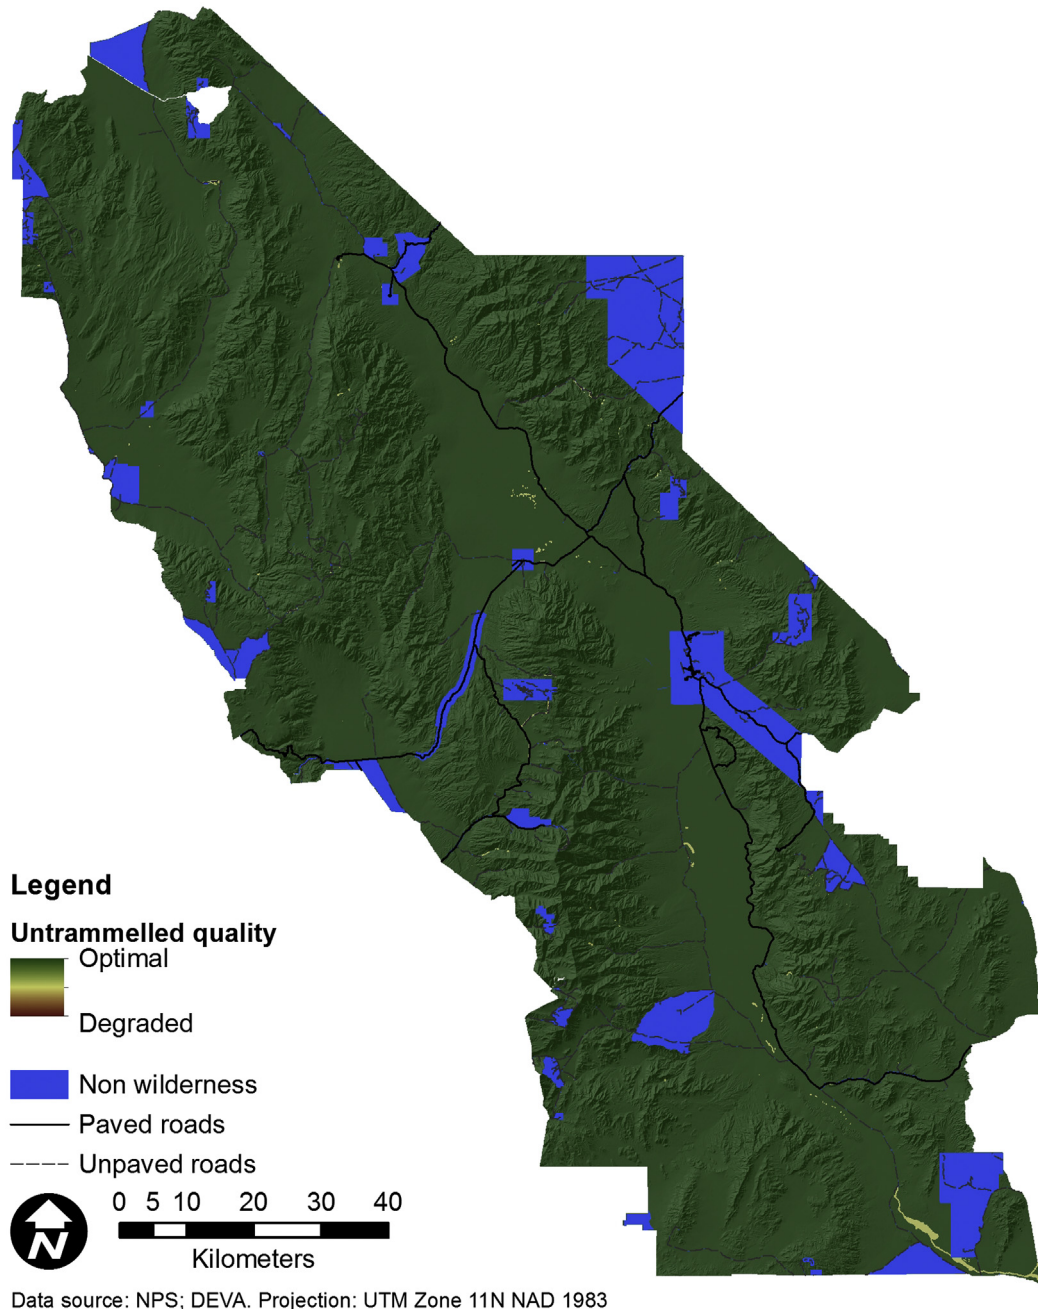 Legend
Untrammelled quality
Optimal
Degraded
Non wilderness
Paved roads
Unpaved roads
N
0 5 10 20 30 40
Kilometers
Data source: NPS; DEVA. Projection: UTM Zone 11N NAD 1983